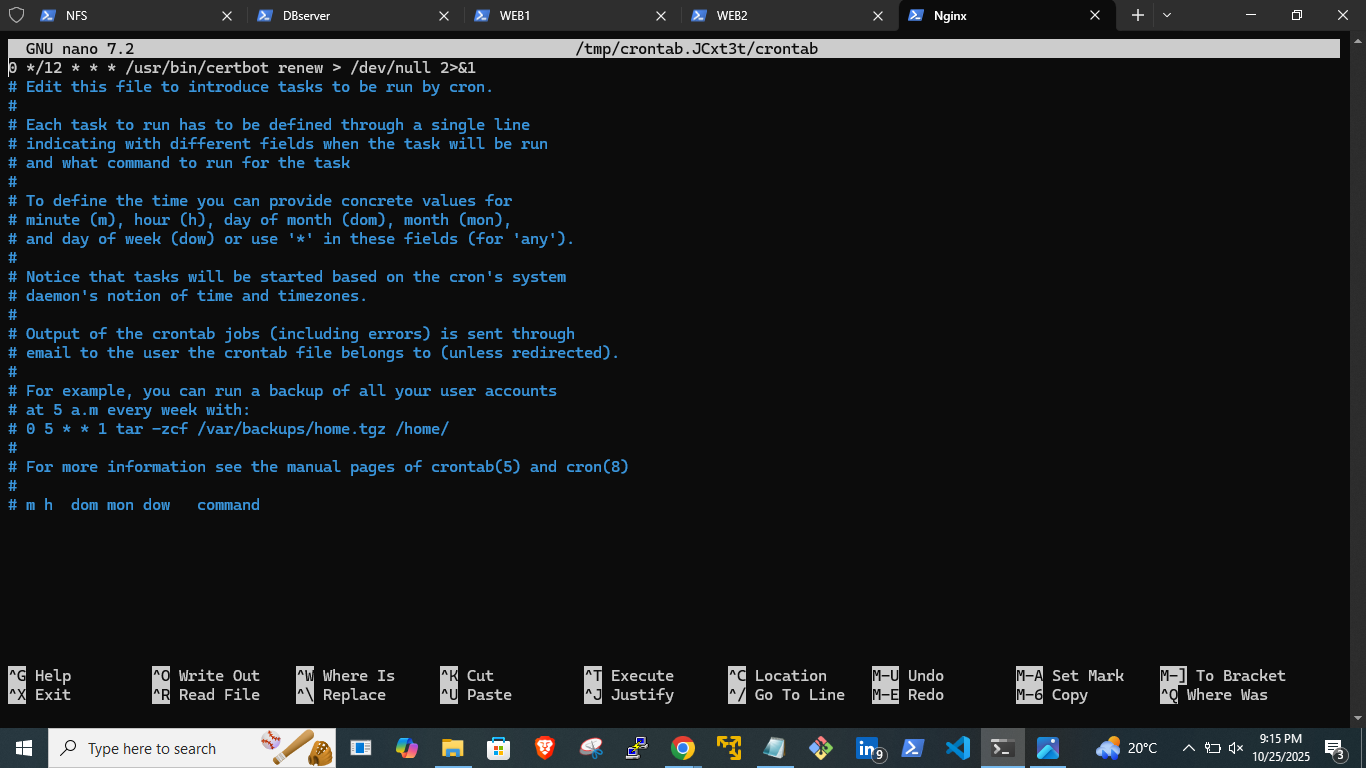 NFS
DBserver
WEB1
WEB2
Nginx
GNU nano 7.2 /tmp/crontab.JCxt3t/crontab
0 */12 * * * /usr/bin/certbot renew > /dev/null 2>&1
# Edit this file to introduce tasks to be run by cron.
#
# Each task to run has to be defined through a single line
# indicating with different fields when the task will be run
# and what command to run for the task
#
# To define the time you can provide concrete values for
# minute (m), hour (h), day of month (dom), month (mon),
# and day of week (dow) or use '*' in these fields (for 'any').
#
# Notice that tasks will be started based on the cron's system
# daemon's notion of time and timezones.
#
# Output of the crontab jobs (including errors) is sent through
# email to the user the crontab file belongs to (unless redirected).
#
# For example, you can run a backup of all your user accounts
# at 5 a.m every week with:
# 0 5 * * 1 tar -zcf /var/backups/home.tgz /home/
#
# For more information see the manual pages of crontab(5) and cron(8)
#
# m h  dom mon dow   command
^G Help ^O Write Out ^W Where Is ^K Cut ^T Execute ^C Location M-U Undo M-A Set Mark M-] To Bracket
^X Exit ^R Read File ^\ Replace ^U Paste ^J Justify ^/ Go To Line M-E Redo M-6 Copy ^Q Where Was
Type here to search
9
20°C
9:15 PM
10/25/2025
3